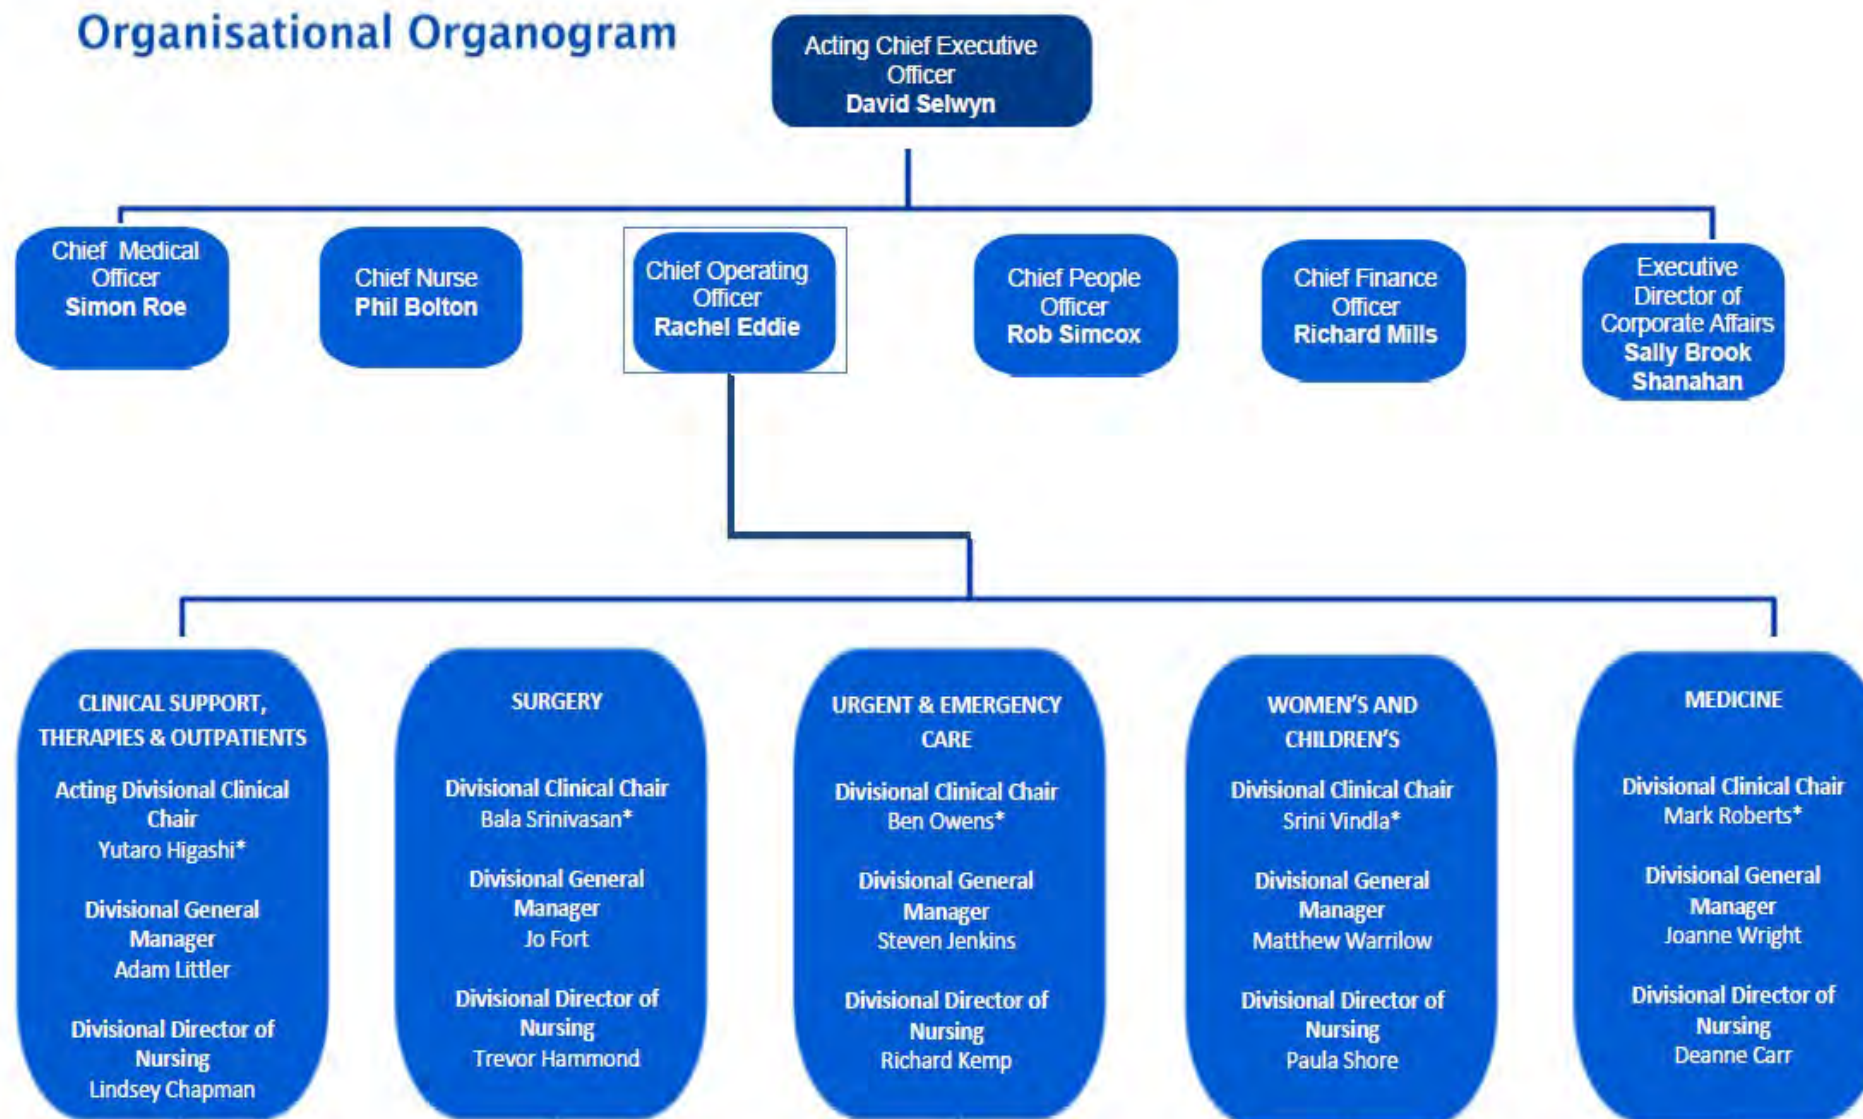 Organisational Organogram
Acting Chief Executive
Officer
David Selwyn
Chief Medical
Officer
Simon Roe
Chief Nurse
Phil Bolton
Chief Operating
Officer
Rachel Eddie
Chief People
Officer
Rob Simcox
Chief Finance
Officer
Richard Mills
Executive
Director of
Corporate Affairs
Sally Brook
Shanahan
CLINICAL SUPPORT,
THERAPIES & OUTPATIENTS
Acting Divisional Clinical
Chair
Yutaro Higashi*
Divisional General
Manager
Adam Littler
Divisional Director of
Nursing
Lindsey Chapman
SURGERY
Divisional Clinical Chair
Bala Srinivasan*
Divisional General
Manager
Jo Fort
Divisional Director of
Nursing
Trevor Hammond
URGENT & EMERGENCY
CARE
Divisional Clinical Chair
Ben Owens*
Divisional General
Manager
Steven Jenkins
Divisional Director of
Nursing
Richard Kemp
WOMEN'S AND
CHILDREN'S
Divisional Clinical Chair
Srini Vindla*
Divisional General
Manager
Matthew Warrilow
Divisional Director of
Nursing
Paula Shore
MEDICINE
Divisional Clinical Chair
Mark Roberts*
Divisional General
Manager
Joanne Wright
Divisional Director of
Nursing
Deanne Carr